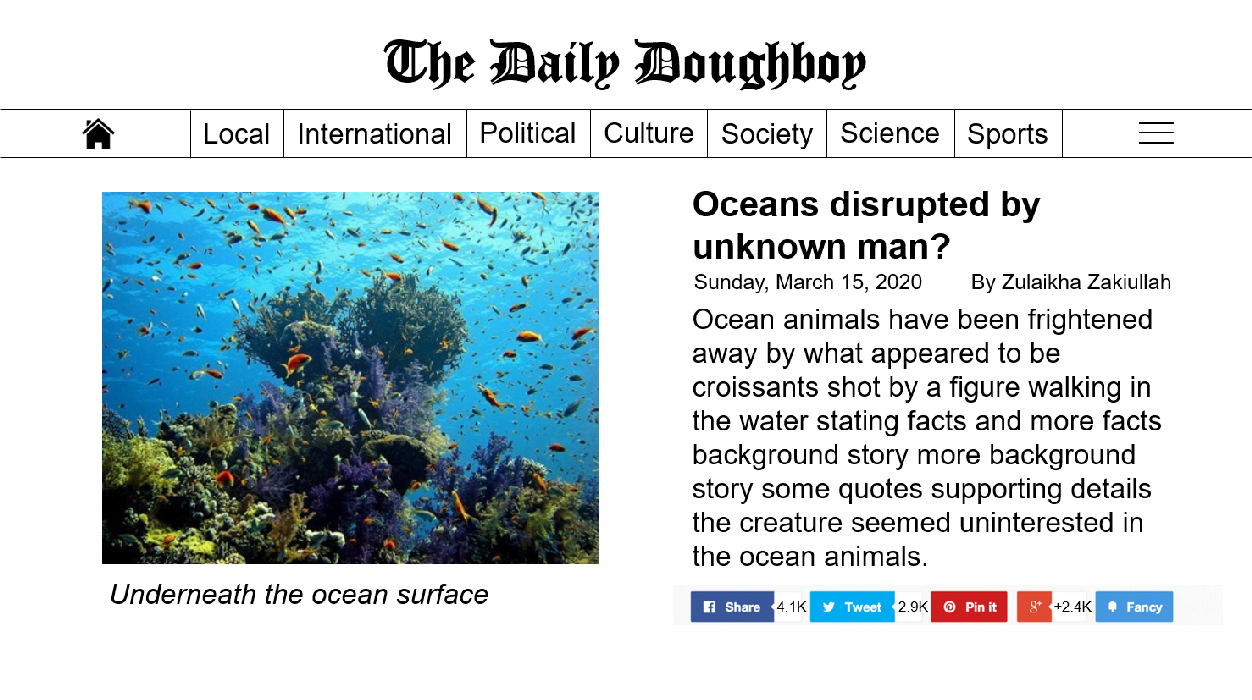 The Daily Doughboy
Local International Political Culture Society Science Sports
Oceans disrupted by
unknown man?
Sunday, March 15, 2020 By Zulaikha Zakiullah
Ocean animals have been frightened
away by what appeared to be
croissants shot by a figure walking in
the water stating facts and more facts
background story more background
story some quotes supporting details
the creature seemed uninterested in
the ocean animals.
Underneath the ocean surface
Share 4.1K Tweet 2.9K Pin it g+ +2.4K Fancy